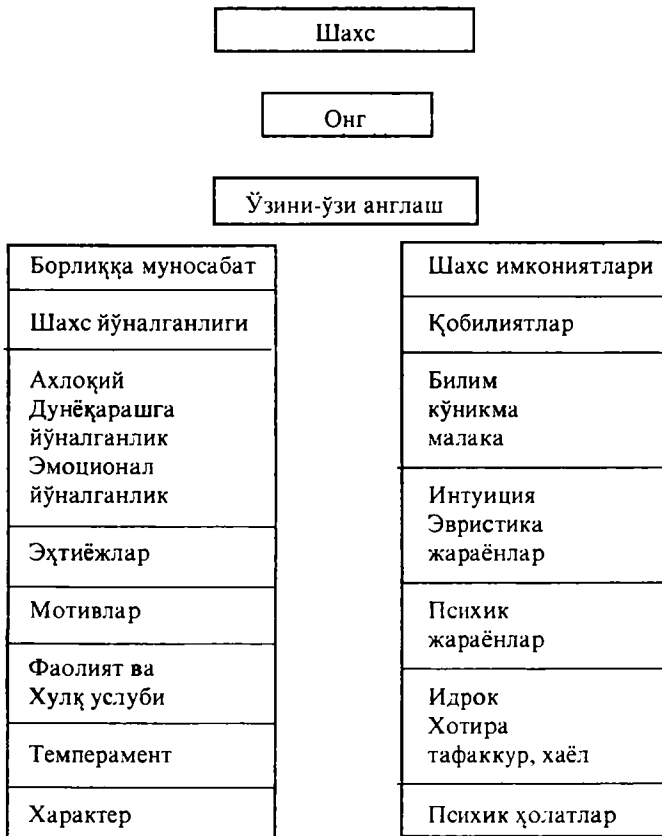 Шахс
Онг
Ўзини-ўзи англаш
Борлиққа муносабат
Шахс йўналганлиги
Ахлоқий
Дунёқарашга
йўналганлик
Эмоционал
йўналганлик
Эҳтиёжлар
Мотивлар
Фаолият ва
Хулқ услуби
Темперамент
Характер
Шахс имкониятлари
Қобилиятлар
Билим
кўникма
малака
Интуиция
Эвристика
жараёнлар
Психик
жараёнлар
Идрок
Хотира
тафаккур, хаёл
Психик ҳолатлар